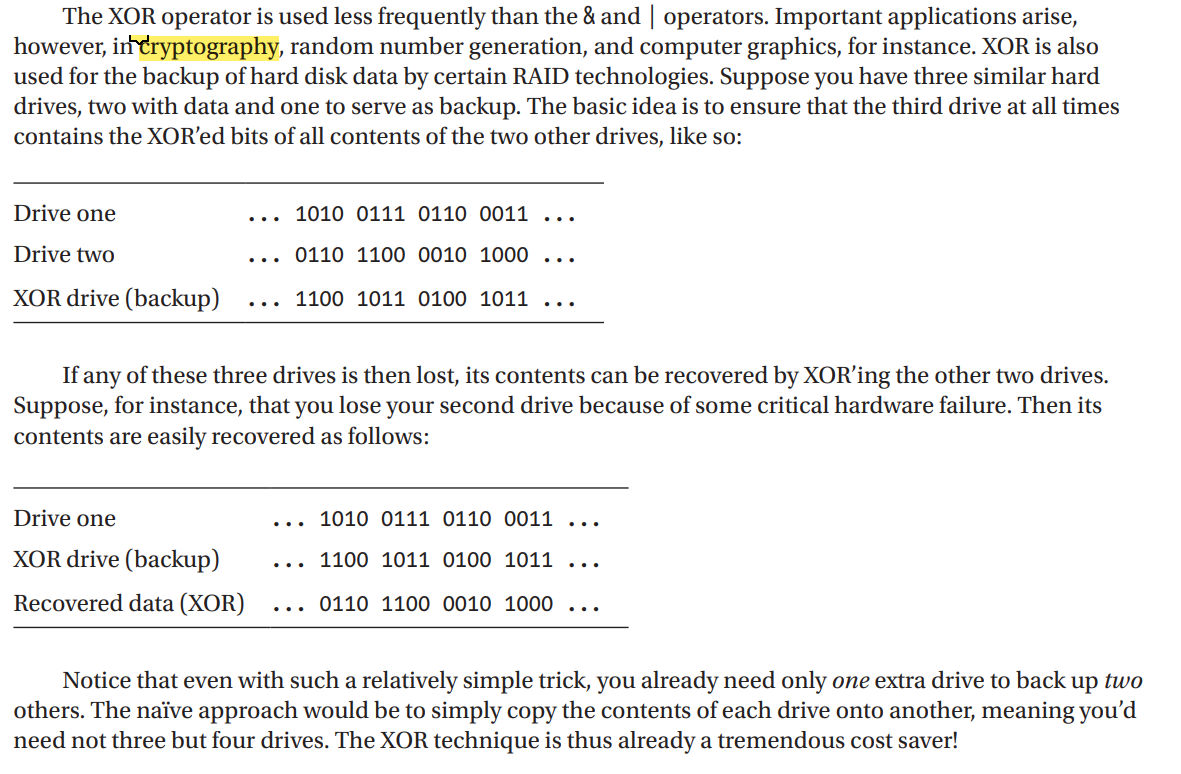 The XOR operator is used less frequently than the & and | operators. Important applications arise,
however, in cryptography, random number generation, and computer graphics, for instance. XOR is also
used for the backup of hard disk data by certain RAID technologies. Suppose you have three similar hard
drives, two with data and one to serve as backup. The basic idea is to ensure that the third drive at all times
contains the XOR’ed bits of all contents of the two other drives, like so:
Drive one ... 1010 0111 0110 0011 ...
Drive two ... 0110 1100 0010 1000 ...
XOR drive (backup) ... 1100 1011 0100 1011 ...
If any of these three drives is then lost, its contents can be recovered by XOR’ing the other two drives.
Suppose, for instance, that you lose your second drive because of some critical hardware failure. Then its
contents are easily recovered as follows:
Drive one ... 1010 0111 0110 0011 ...
XOR drive (backup) ... 1100 1011 0100 1011 ...
Recovered data (XOR) ... 0110 1100 0010 1000 ...
Notice that even with such a relatively simple trick, you already need only one extra drive to back up two
others. The naïve approach would be to simply copy the contents of each drive onto another, meaning you’d
need not three but four drives. The XOR technique is thus already a tremendous cost saver!